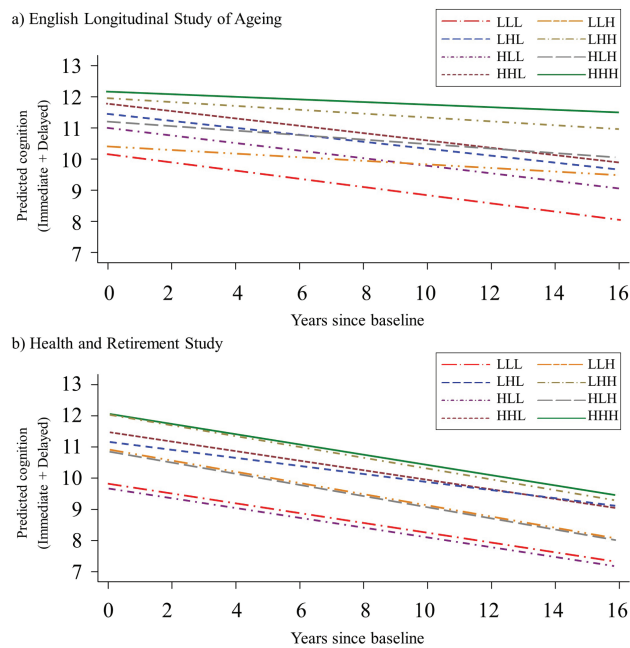 a) English Longitudinal Study of Ageing
LLL LLH
LHL LHH
HLL HLH
HHL HHH
13
12
11
10
9
8
7
Predicted cognition
(Immediate + Delayed)
0 2 4 6 8 10 12 14 16
Years since baseline
b) Health and Retirement Study
LLL LLH
LHL LHH
HLL HLH
HHL HHH
13
12
11
10
9
8
7
Predicted cognition
(Immediate + Delayed)
0 2 4 6 8 10 12 14 16
Years since baseline